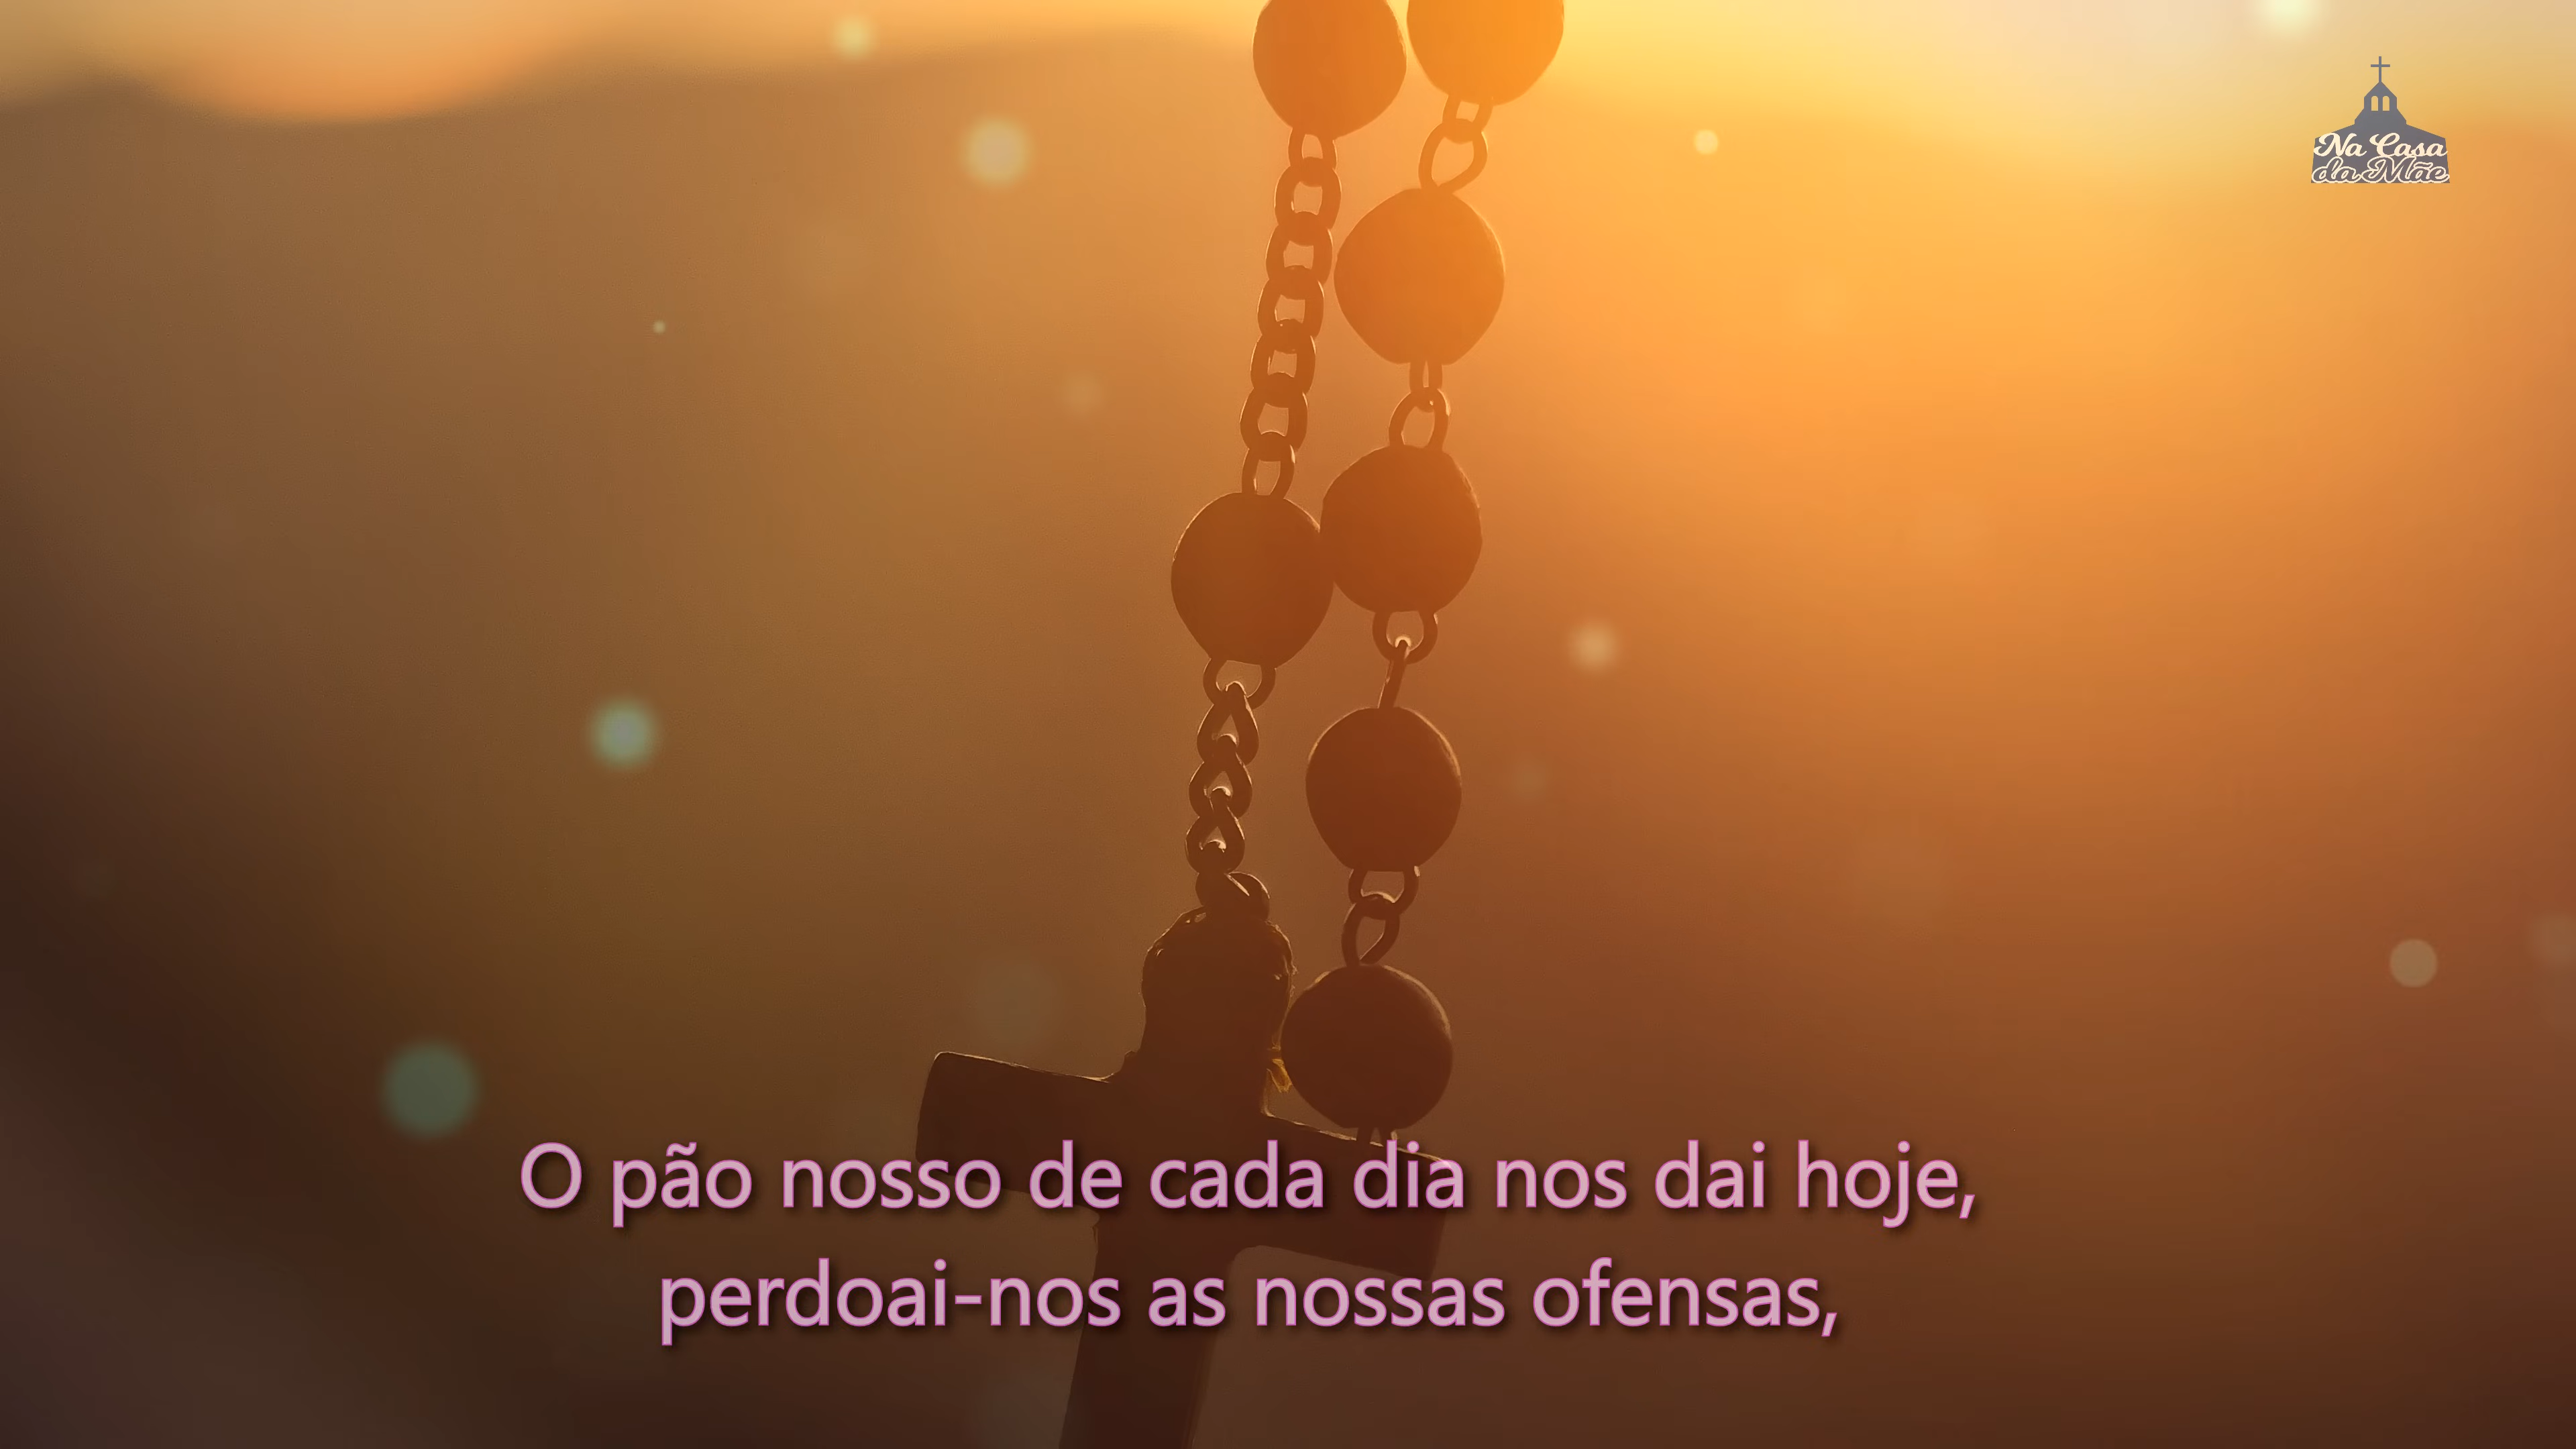 Na Casa
da Mãe
O pão nosso de cada dia nos dai hoje,
perdoai-nos as nossas ofensas,